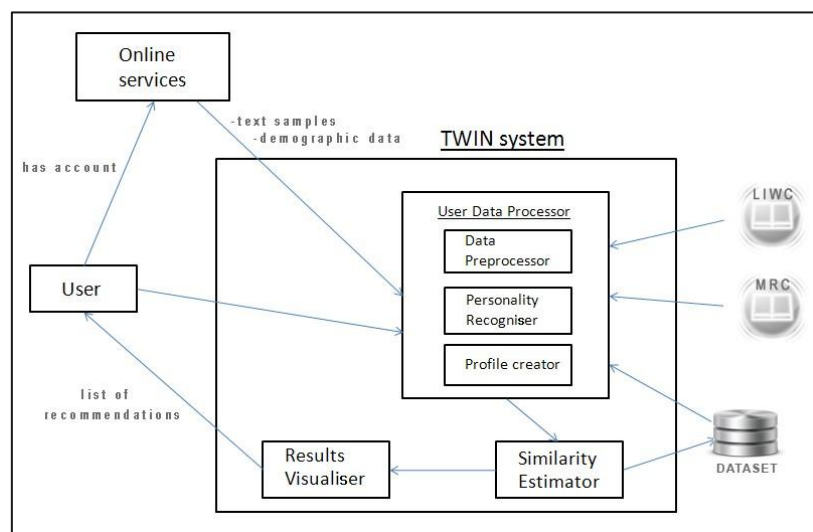 Online
services
-text samples
-demographic data
TWIN system
has account
User Data Processor
LIWC
Data
Preprocessor
User
Personality
Recogniser
MRC
Profile creator
list of
recommendations
Results
Visualiser
Similarity
Estimator
DATASET